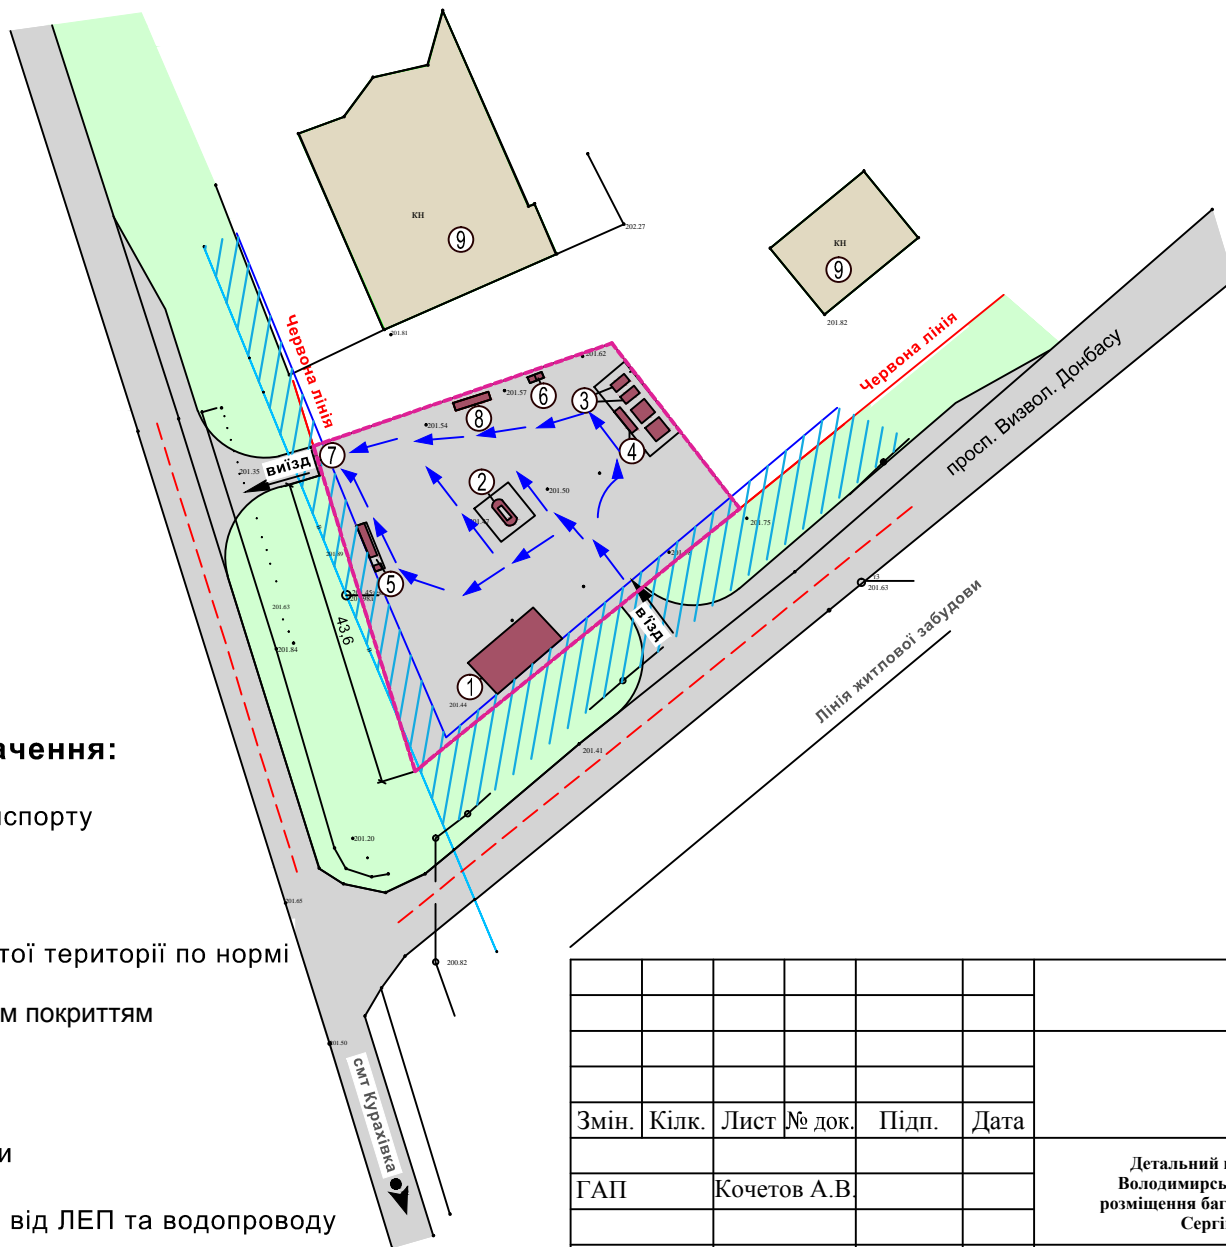 202.27
кн
9
кн
9
201.82
201.81
Червона лінія
Червона лінія
просп. Визвол. Донбасу
201.62
201.57
6
3
8
4
201.54
7
виїзд
201.35
2
201.50
201.75
5
201.63
201.84
43,6
в'їзд
13
201.63
Лінія житлової забудови
1
201.44
201.41
201.20
201.65
200.82
201.50
смт Курахівка
ачення:
нспорту
тої території по нормі
м покриттям
и
від ЛЕП та водопроводу
Змін. Кілк. Лист № док. Підп. Дата
ГАП Кочетов А.В.
Детальний
Володимирсь
розміщення баг
Сергі